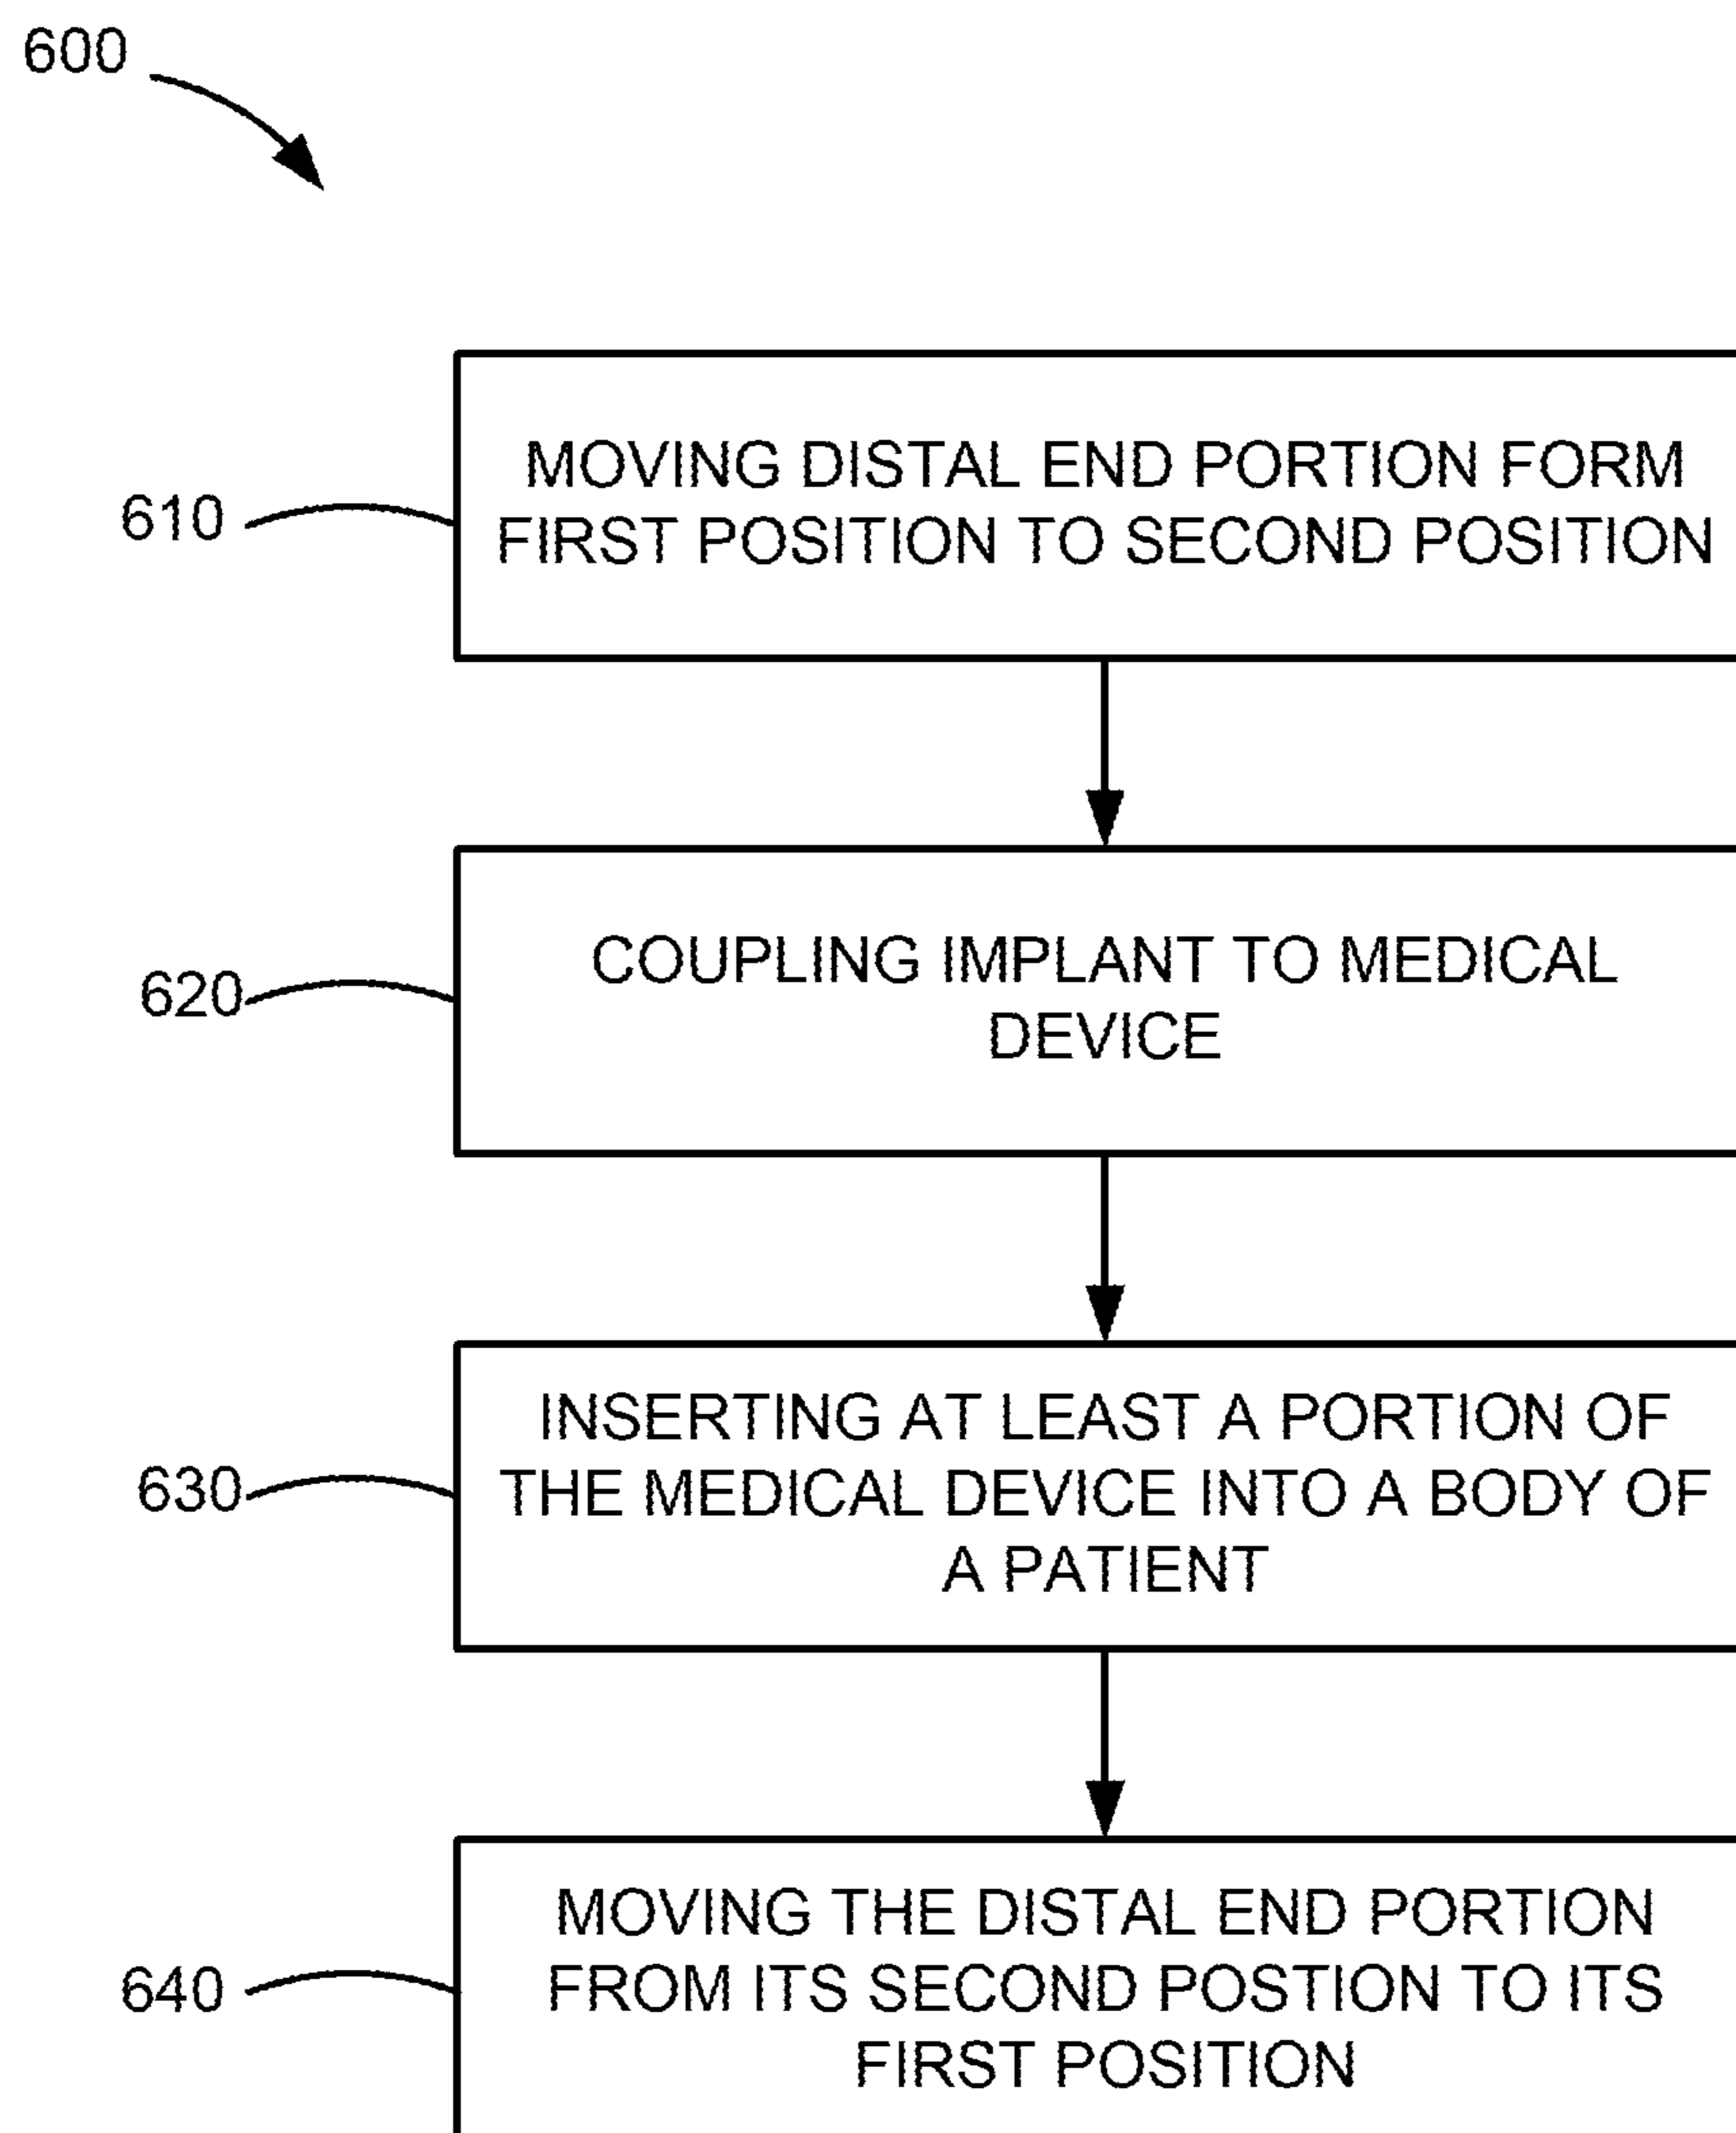 600
610
MOVING DISTAL END PORTION FORM
FIRST POSITION TO SECOND POSITION
620
COUPLING IMPLANT TO MEDICAL
DEVICE
630
INSERTING AT LEAST A PORTION OF
THE MEDICAL DEVICE INTO A BODY OF
A PATIENT
640
MOVING THE DISTAL END PORTION
FROM ITS SECOND POSTION TO ITS
FIRST POSITION